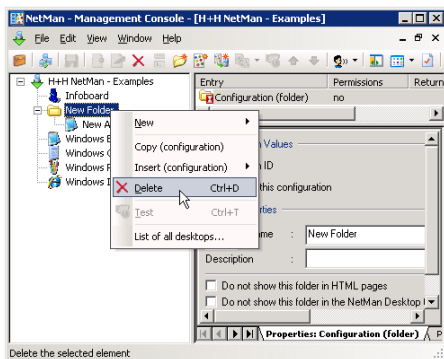 NetMan - Management Console - [H+H NetMan - Examples]
File Edit View Window Help
H+H NetMan - Examples
Infoboard
New Folder
New A
Windows E
Windows
Windows F
Windows I
Entry Permissions Return
Configuration (folder) no
New
Copy (configuration)
Insert (configuration)
Delete Ctrl+D
Test Ctrl+T
List of all desktops...
Values
ID
this configuration
rties
me : New Folder
Description :
Do not show this folder in HTML pages
Do not show this folder in the NetMan Desktop
Properties: Configuration (folder) P
Delete the selected element